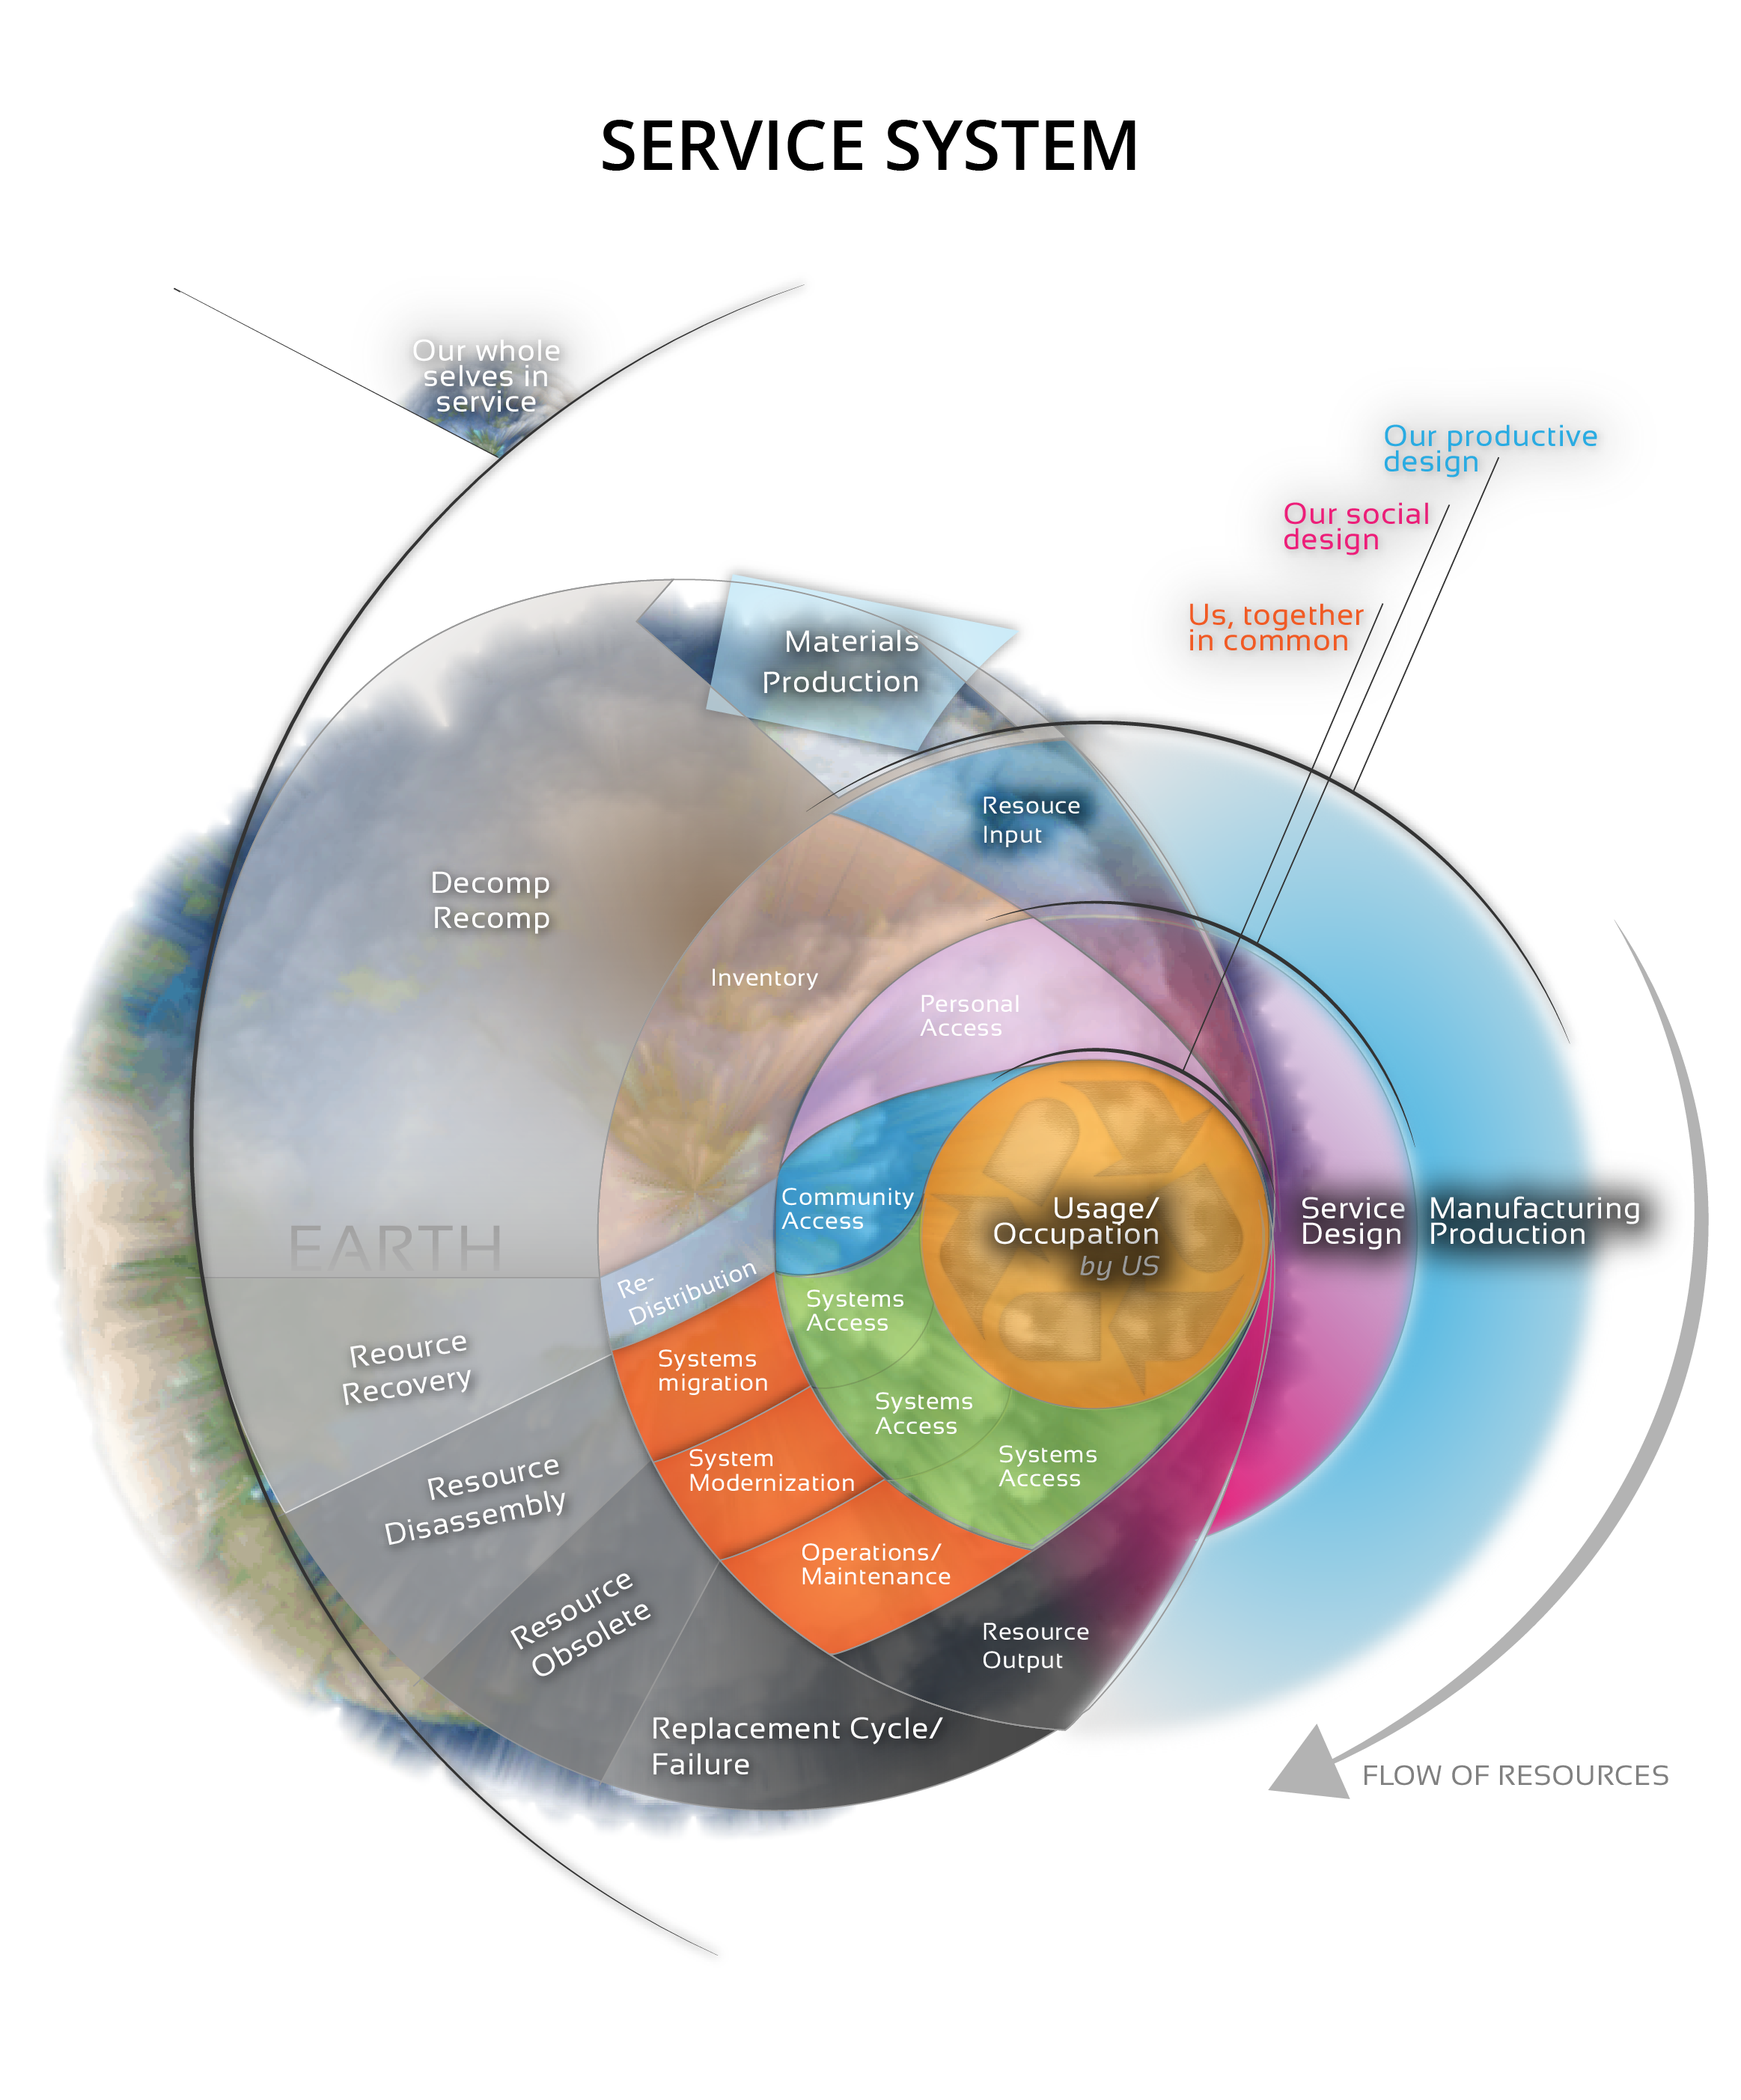 SERVICE SYSTEM
Our whole
selves in
service
Our productive
design
Our social
design
Us, together
in common
Materials
Production
Resouce
Input
Decomp
Recomp
Inventory
Personal
Access
Community
Access
Usage/
Occupation
by US
Service
Design
Manufacturing
Production
EARTH
Re-
Distribution
Systems
Access
Reource
Recovery
Systems
migration
Systems
Access
System
Modernization
Systems
Access
Resource
Disassembly
Operations/
Maintenance
Resource
Obsolete
Resource
Output
Replacement Cycle/
Failure
FLOW OF RESOURCES